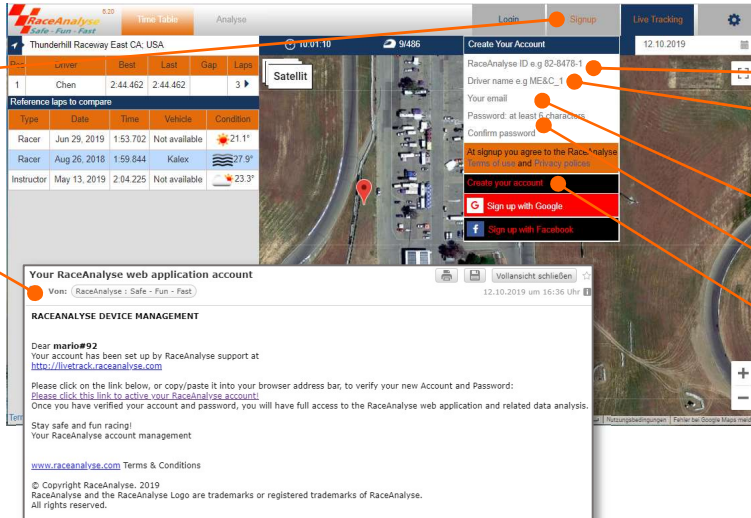 RaceAnalyse 6.20
Safe - Fun - Fast
Time Table
Analyse
Login
Signup
Live Tracking
Thunderhill Raceway East CA; USA
10:01:10
9/486
12.10.2019
Driver Best Last Gap Laps
1 Chen 2:44.462 2:44.462 3
Reference laps to compare
Type Date Time Vehicle Condition
Racer Jun 29, 2019 1:53.702 Not available 21.1°
Racer Aug 26, 2018 1:59.844 Kalex 27.9°
Instructor May 13, 2019 2:04.225 Not available 23.3°
Satellit
Create Your Account
RaceAnalyse ID e.g 82-8478-1
Driver name e.g ME&C_1
Your email
Password: at least 6 characters
Confirm password
At signup you agree to the RaceAnalyse
Terms of use and Privacy polices
Create your account
G Sign up with Google
f Sign up with Facebook
Your RaceAnalyse web application account
Vollansicht schließen
Von: RaceAnalyse : Safe - Fun - Fast
12.10.2019 um 16:36 Uhr
RACEANALYSE DEVICE MANAGEMENT
Dear mario#92
Your account has been set up by RaceAnalyse support at
http://livetrack.raceanalyse.com
Please click on the link below, or copy/paste it into your browser address bar, to verify your new Account and Password:
Please click this link to active your RaceAnalyse account!
Once you have verified your account and password, you will have full access to the RaceAnalyse web application and related data analysis.
Stay safe and fun racing!
Your RaceAnalyse account management
www.raceanalyse.com Terms & Conditions
© Copyright RaceAnalyse. 2019
RaceAnalyse and the RaceAnalyse Logo are trademarks or registered trademarks of RaceAnalyse.
All rights reserved.
Nutzungsbedingungen
Fehler bei Google Maps